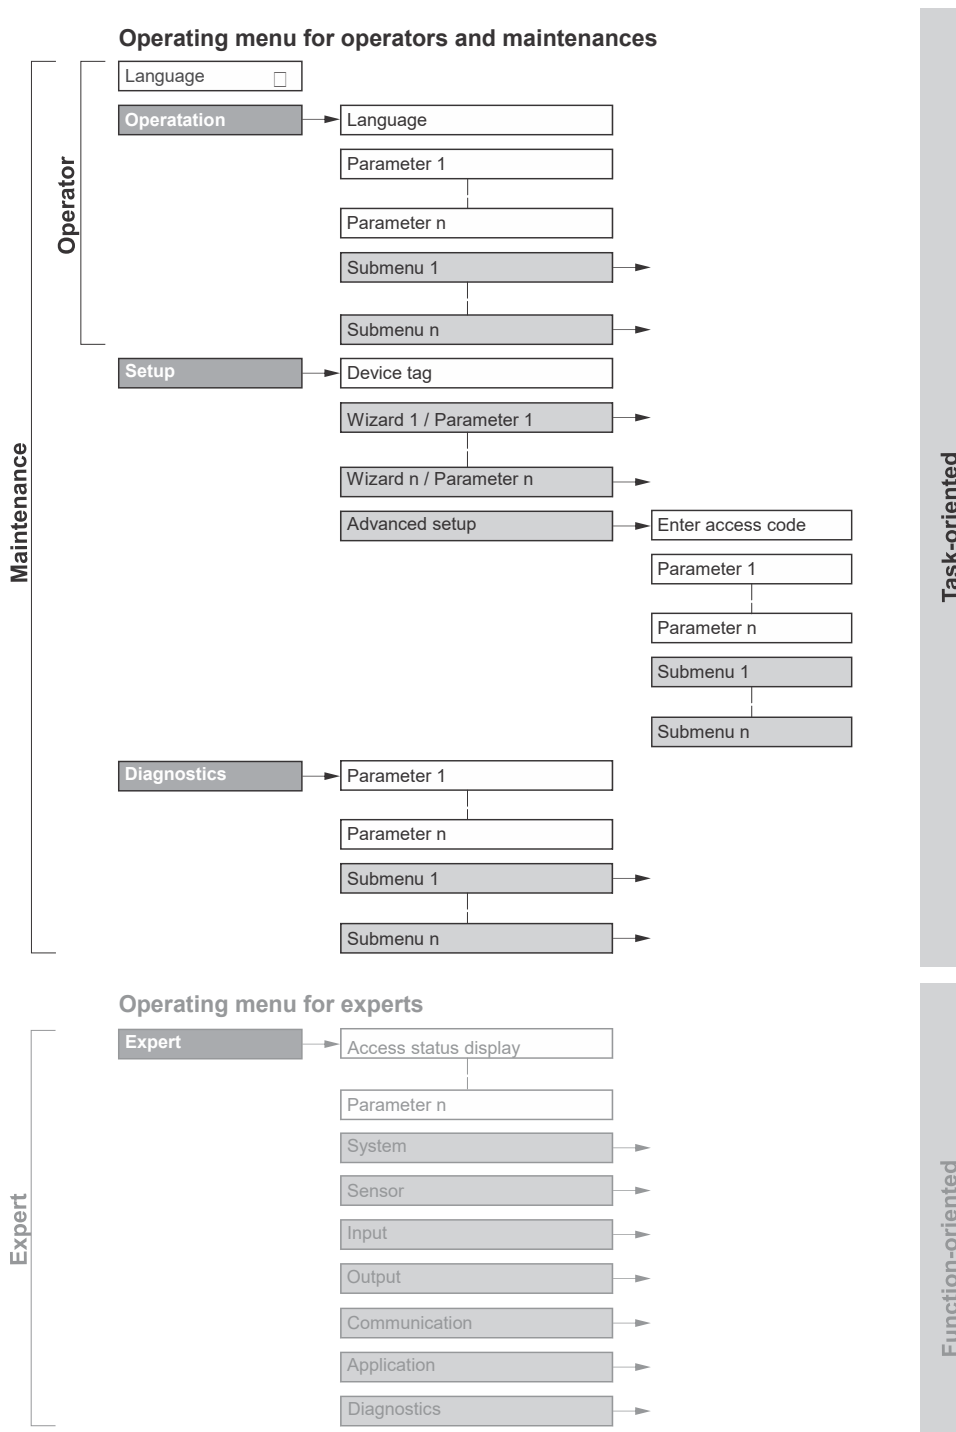 Operating menu for operators and maintenances
Language
Operatation
Language
Parameter 1
Parameter n
Submenu 1
Submenu n
Operator
Setup
Device tag
Wizard 1 / Parameter 1
Wizard n / Parameter n
Advanced setup
Enter access code
Parameter 1
Parameter n
Submenu 1
Submenu n
Maintenance
Task-oriented
Diagnostics
Parameter 1
Parameter n
Submenu 1
Submenu n
Operating menu for experts
Expert
Access status display
Parameter n
System
Sensor
Input
Output
Communication
Application
Diagnostics
Expert
Function-oriented